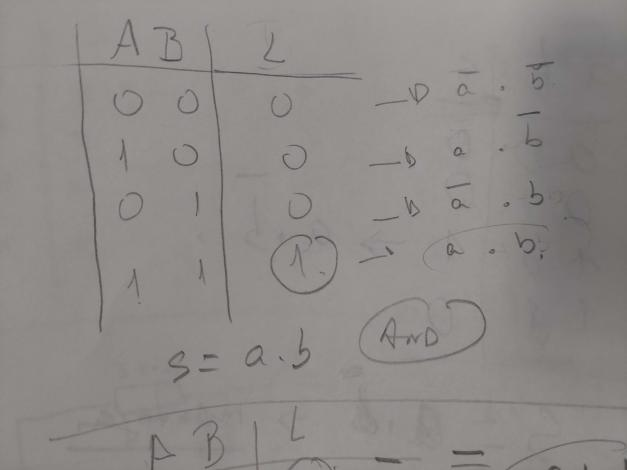 A B L
0 0 0 → a̅ . b̅
1 0 0 → a . b̅
0 1 0 → a̅ . b
1 1 1 → a . b
S = a.b AND
A B L